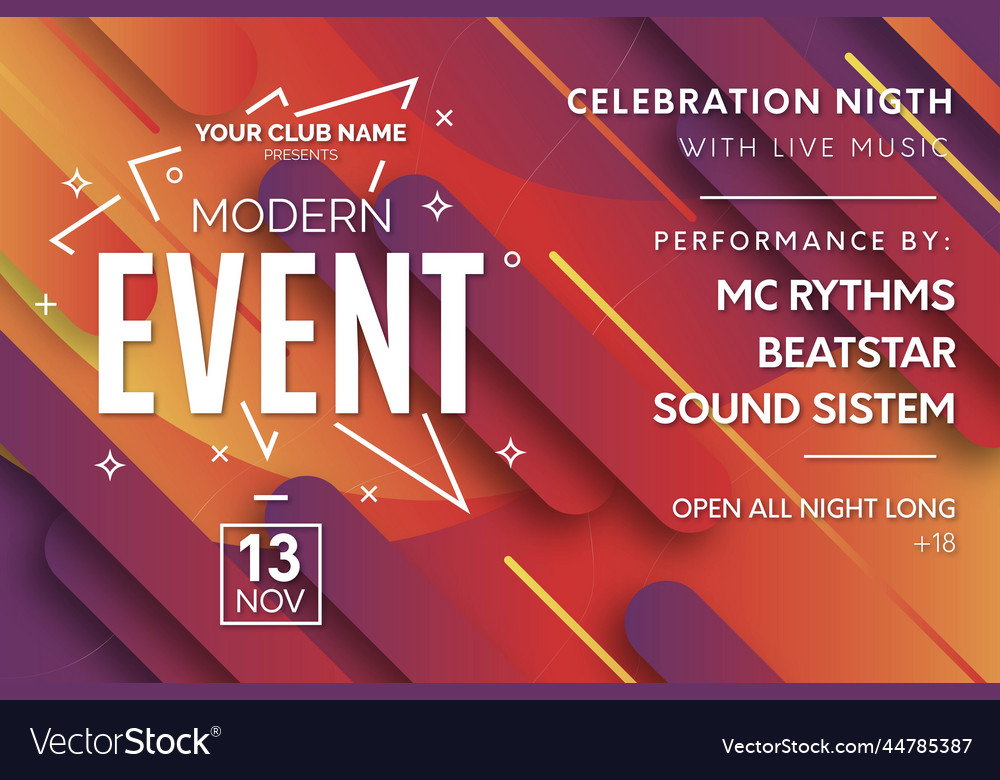 YOUR CLUB NAME
PRESENTS
MODERN
EVENT
13
NOV
CELEBRATION NIGTH
WITH LIVE MUSIC
PERFORMANCE BY:
MC RYTHMS
BEATSTAR
SOUND SISTEM
OPEN ALL NIGHT LONG
+18
VectorStock®
VectorStock.com/44785387